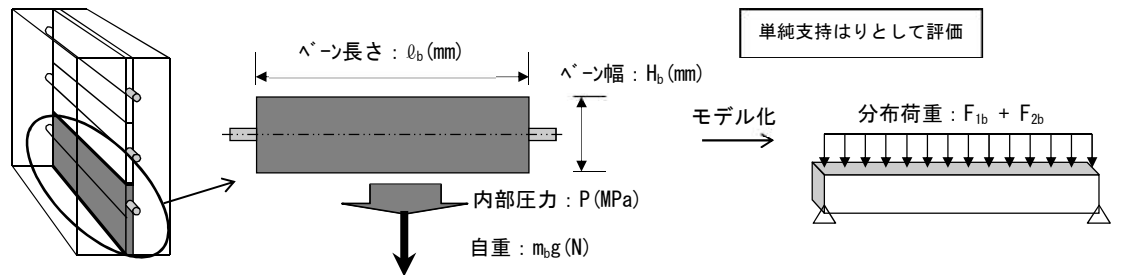 ベーン長さ：ℓb(mm)
ベーン幅：Hb(mm)
内部圧力：P(MPa)
自重：mbg(N)
モデル化
単純支持はりとして評価
分布荷重：F1b + F2b